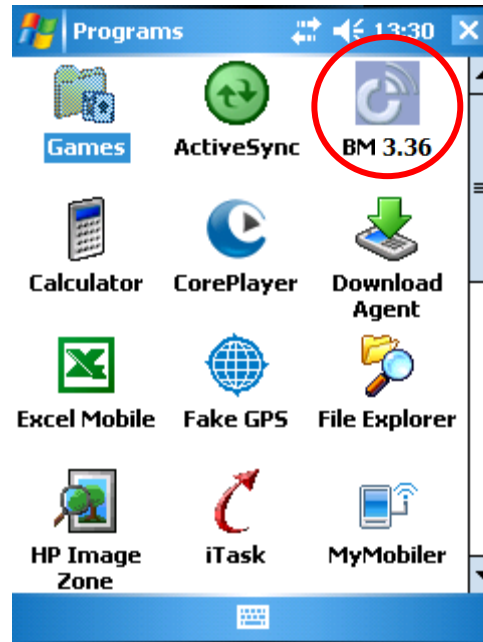 Programs 13:30
Games ActiveSync BM 3.36
Calculator CorePlayer Download
Agent
Excel Mobile Fake GPS File Explorer
HP Image iTask MyMobiler
Zone